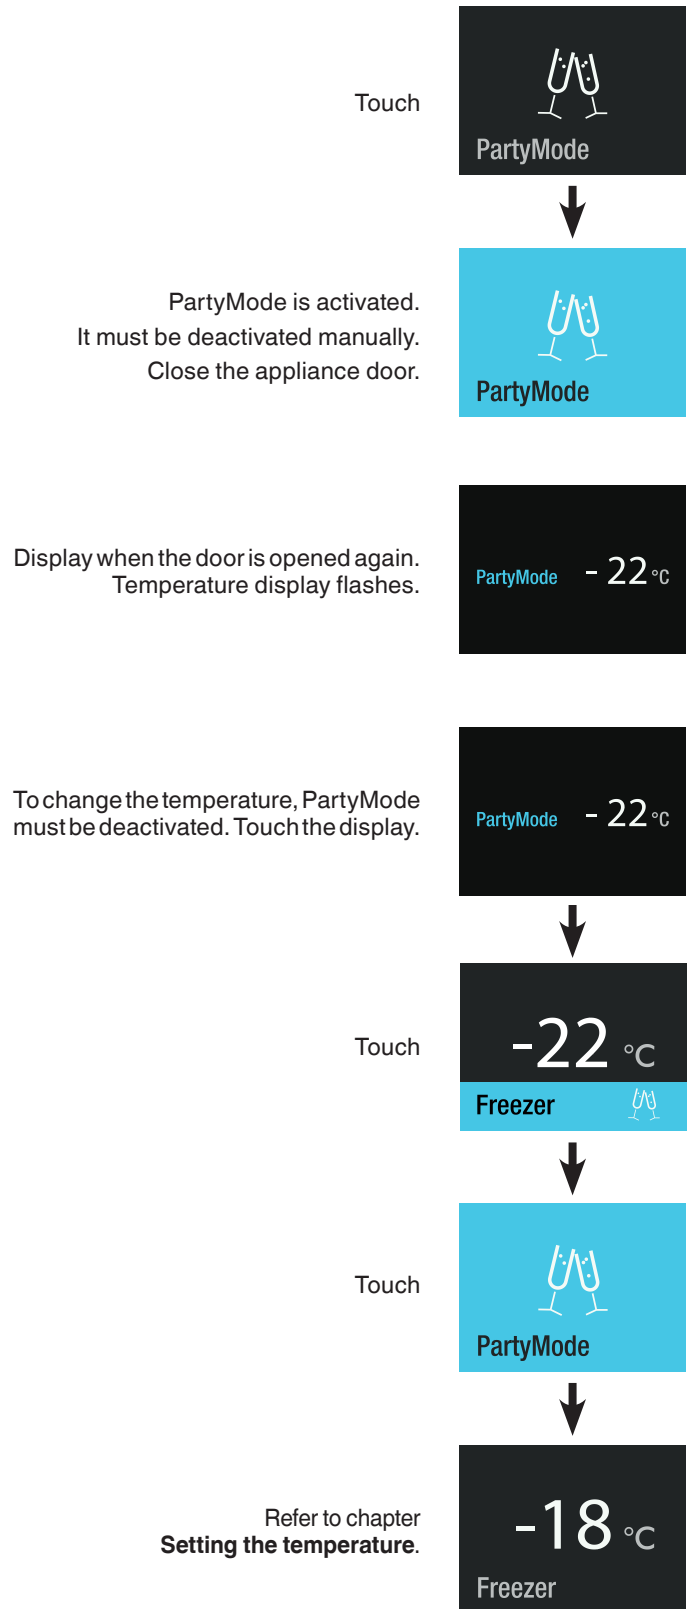 Touch
PartyMode
PartyMode is activated.
It must be deactivated manually.
Close the appliance door.
PartyMode
Display when the door is opened again.
Temperature display flashes.
PartyMode - 22 °C
To change the temperature, PartyMode
must be deactivated. Touch the display.
PartyMode - 22 °C
Touch
-22 °C
Freezer
Touch
PartyMode
Refer to chapter
Setting the temperature.
-18 °C
Freezer